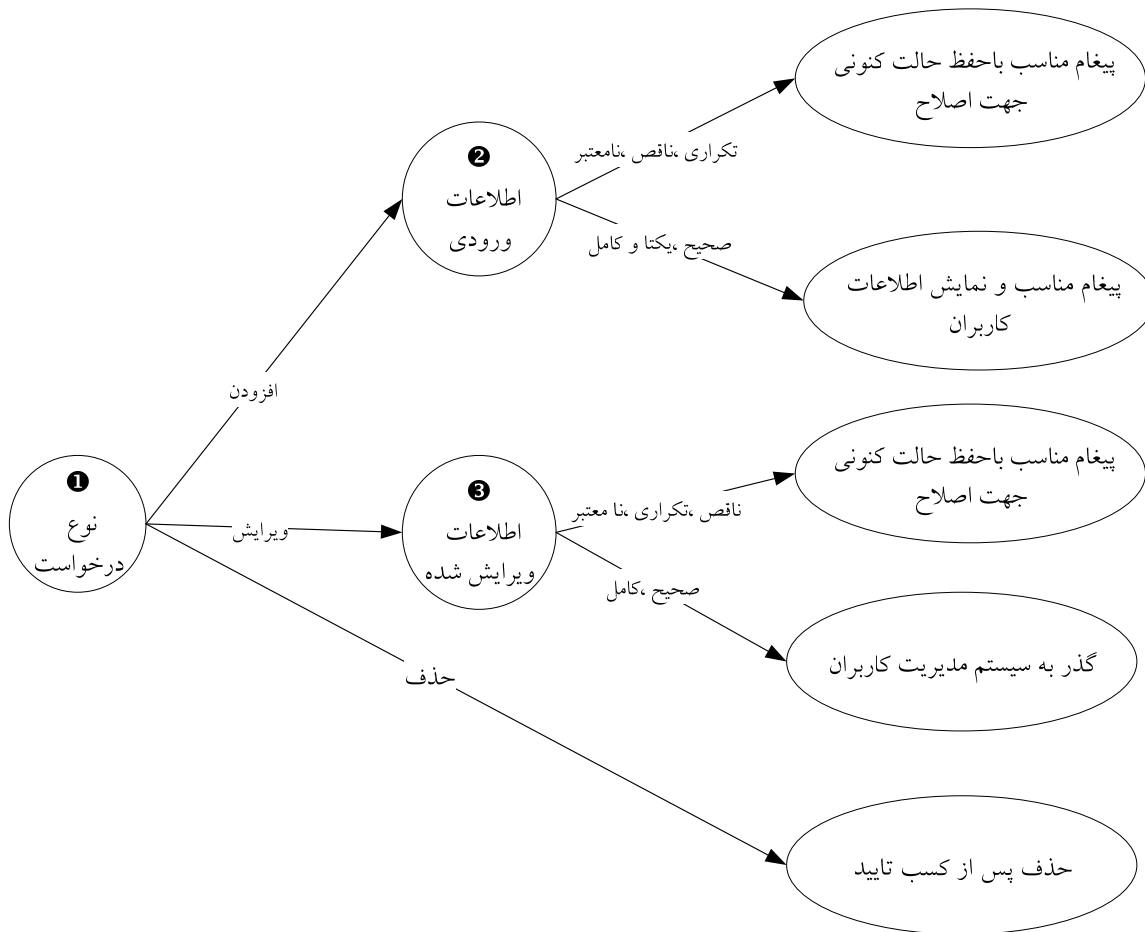 پیغام مناسب باحفظ حالت کنونی
جهت اصلاح
تکراری ،ناقص ،نامعتبر
❷
اطلاعات
ورودی
صحیح ،یکتا و کامل
پیغام مناسب و نمایش اطلاعات
کاربران
افزودن
❶
نوع
درخواست
ویرایش
❸
اطلاعات
ویرایش شده
ناقص ،تکراری ،نا معتبر
پیغام مناسب باحفظ حالت کنونی
جهت اصلاح
صحیح ،کامل
گذر به سیستم مدیریت کاربران
حذف
حذف پس از کسب تایید